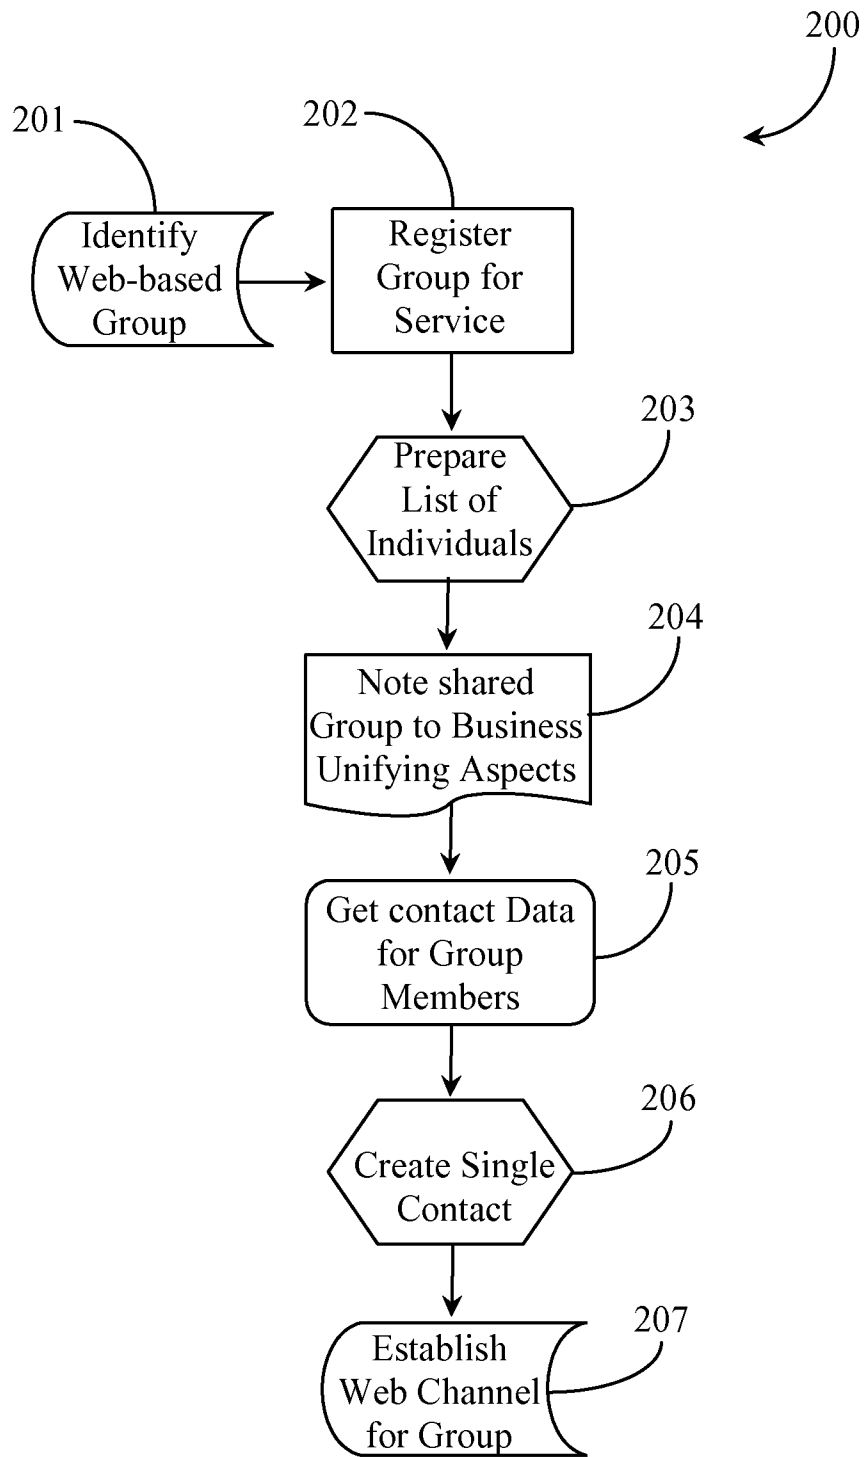 200
201
202
Identify
Web-based
Group
Register
Group for
Service
203
Prepare
List of
Individuals
204
Note shared
Group to Business
Unifying Aspects
205
Get contact Data
for Group
Members
206
Create Single
Contact
207
Establish
Web Channel
for Group